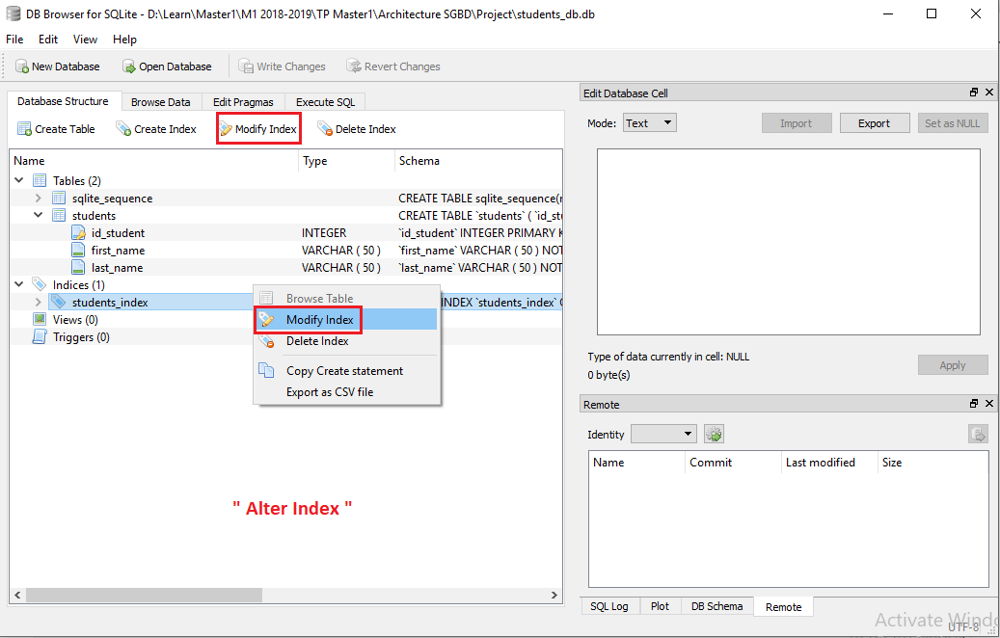 DB Browser for SQLite - D:\Learn\Master1\M1 2018-2019\TP Master1\Architecture SGBD\Project\students_db.db
File Edit View Help
New Database Open Database Write Changes Revert Changes
Database Structure Browse Data Edit Pragmas Execute SQL
Create Table Create Index Modify Index Delete Index
Name Type Schema
Tables (2)
sqlite_sequence CREATE TABLE sqlite_sequence(
students CREATE TABLE `students` ( `id_st
id_student INTEGER `id_student` INTEGER PRIMARY K
first_name VARCHAR ( 50 ) `first_name` VARCHAR ( 50 ) NOT
last_name VARCHAR ( 50 ) `last_name` VARCHAR ( 50 ) NOT
Indices (1)
students_index INDEX `students_index`
Views (0)
Triggers (0)
Browse Table
Modify Index
Delete Index
Copy Create statement
Export as CSV file
" Alter Index "
Edit Database Cell
Mode: Text Import Export Set as NULL
Type of data currently in cell: NULL
0 byte(s)
Apply
Remote
Identity
Name Commit Last modified Size
SQL Log Plot DB Schema Remote
Activate Windo
UTF-8